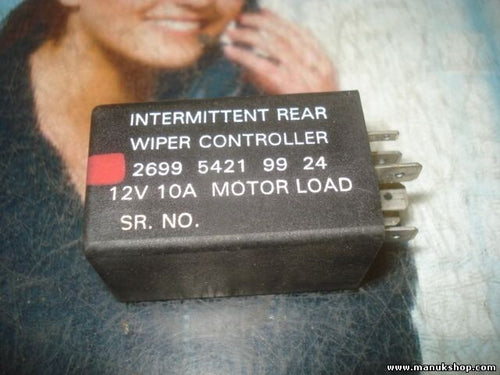 INTERMITTENT REAR
WIPER CONTROLLER
2699 5421 99 24
12V 10A MOTOR LOAD
SR. NO.
www.manukshop.com